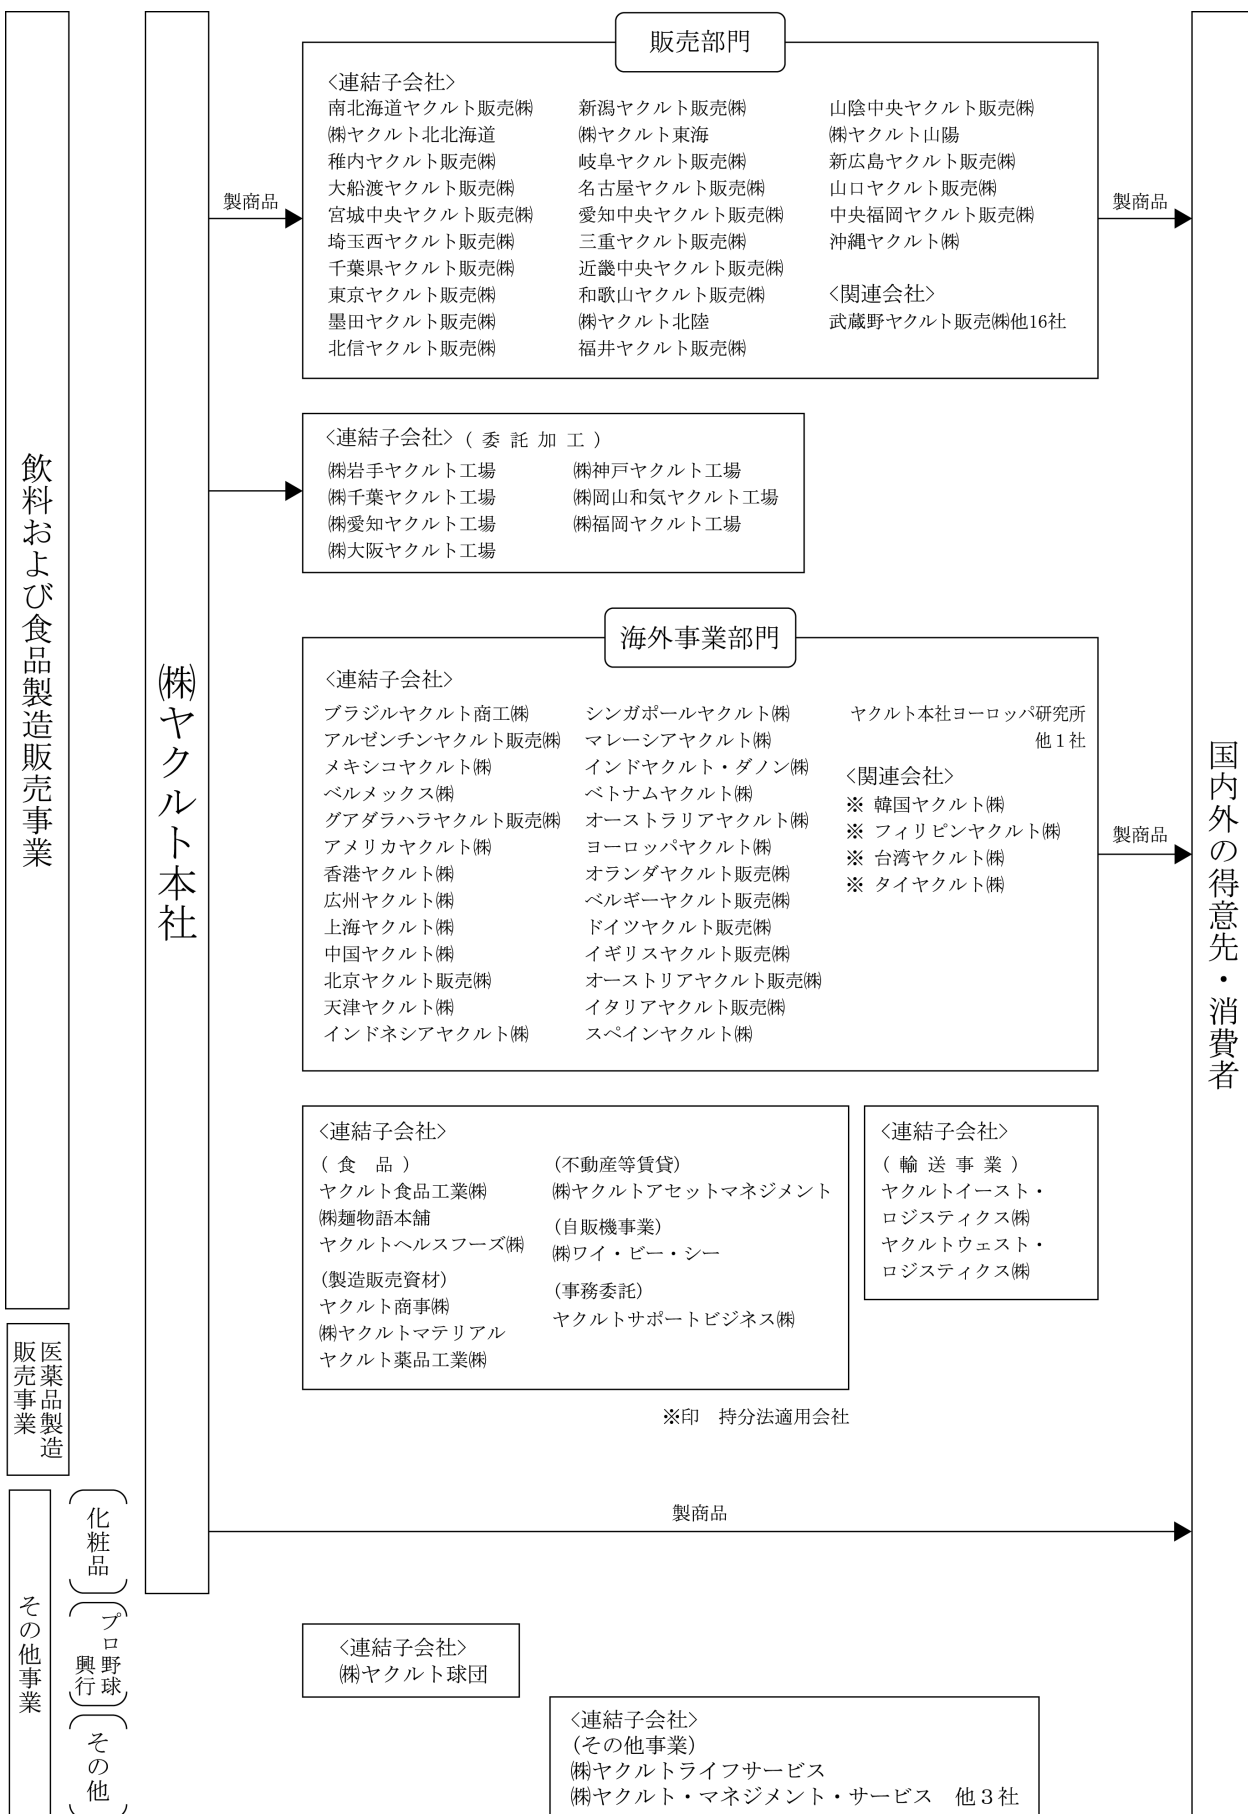 飲料および食品製造販売事業
㈱ヤクルト本社
販売部門
<連結子会社>
南北海道ヤクルト販売㈱
㈱ヤクルト北北海道
稚内ヤクルト販売㈱
大船渡ヤクルト販売㈱
宮城中央ヤクルト販売㈱
埼玉西ヤクルト販売㈱
千葉県ヤクルト販売㈱
東京ヤクルト販売㈱
墨田ヤクルト販売㈱
北信ヤクルト販売㈱
新潟ヤクルト販売㈱
㈱ヤクルト東海
岐阜ヤクルト販売㈱
名古屋ヤクルト販売㈱
愛知中央ヤクルト販売㈱
三重ヤクルト販売㈱
近畿中央ヤクルト販売㈱
和歌山ヤクルト販売㈱
㈱ヤクルト北陸
福井ヤクルト販売㈱
山陰中央ヤクルト販売㈱
㈱ヤクルト山陽
新広島ヤクルト販売㈱
山口ヤクルト販売㈱
中央福岡ヤクルト販売㈱
沖縄ヤクルト㈱
<関連会社>
武蔵野ヤクルト販売㈱他16社
製商品
製商品
<連結子会社>(委託加工)
㈱岩手ヤクルト工場
㈱千葉ヤクルト工場
㈱愛知ヤクルト工場
㈱大阪ヤクルト工場
㈱神戸ヤクルト工場
㈱岡山和気ヤクルト工場
㈱福岡ヤクルト工場
海外事業部門
<連結子会社>
ブラジルヤクルト商工㈱
アルゼンチンヤクルト販売㈱
メキシコヤクルト㈱
ベルメックス㈱
グアダラハラヤクルト販売㈱
アメリカヤクルト㈱
香港ヤクルト㈱
広州ヤクルト㈱
上海ヤクルト㈱
中国ヤクルト㈱
北京ヤクルト販売㈱
天津ヤクルト㈱
インドネシアヤクルト㈱
シンガポールヤクルト㈱
マレーシアヤクルト㈱
インドヤクルト・ダノン㈱
ベトナムヤクルト㈱
オーストラリアヤクルト㈱
ヨーロッパヤクルト㈱
オランダヤクルト販売㈱
ベルギーヤクルト販売㈱
ドイツヤクルト販売㈱
イギリスヤクルト販売㈱
オーストリアヤクルト販売㈱
イタリアヤクルト販売㈱
スペインヤクルト㈱
ヤクルト本社ヨーロッパ研究所
他1社
<関連会社>
※ 韓国ヤクルト㈱
※ フィリピンヤクルト㈱
※ 台湾ヤクルト㈱
※ タイヤクルト㈱
製商品
国内外の得意先・消費者
<連結子会社>
(食 品)
ヤクルト食品工業㈱
㈱麺物語本舗
ヤクルトヘルスフーズ㈱
(製造販売資材)
ヤクルト商事㈱
㈱ヤクルトマテリアル
ヤクルト薬品工業㈱
(不動産等賃貸)
㈱ヤクルトアセットマネジメント
(自販機事業)
㈱ワイ・ビー・シー
(事務委託)
ヤクルトサポートビジネス㈱
<連結子会社>
(輸送事業)
ヤクルトイースト・
ロジスティクス㈱
ヤクルトウェスト・
ロジスティクス㈱
※印 持分法適用会社
医薬品製造
販売事業
その他事業
(化粧品)
製商品
(プロ野球
興行)
<連結子会社>
㈱ヤクルト球団
(その他)
<連結子会社>
(その他事業)
㈱ヤクルトライフサービス
㈱ヤクルト・マネジメント・サービス 他3社